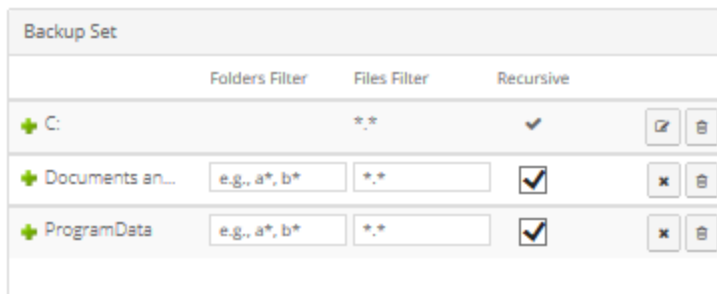 Backup Set
Folders Filter Files Filter Recursive
C: *.*
Documents an... e.g., a*, b* *.*
ProgramData e.g., a*, b* *.*